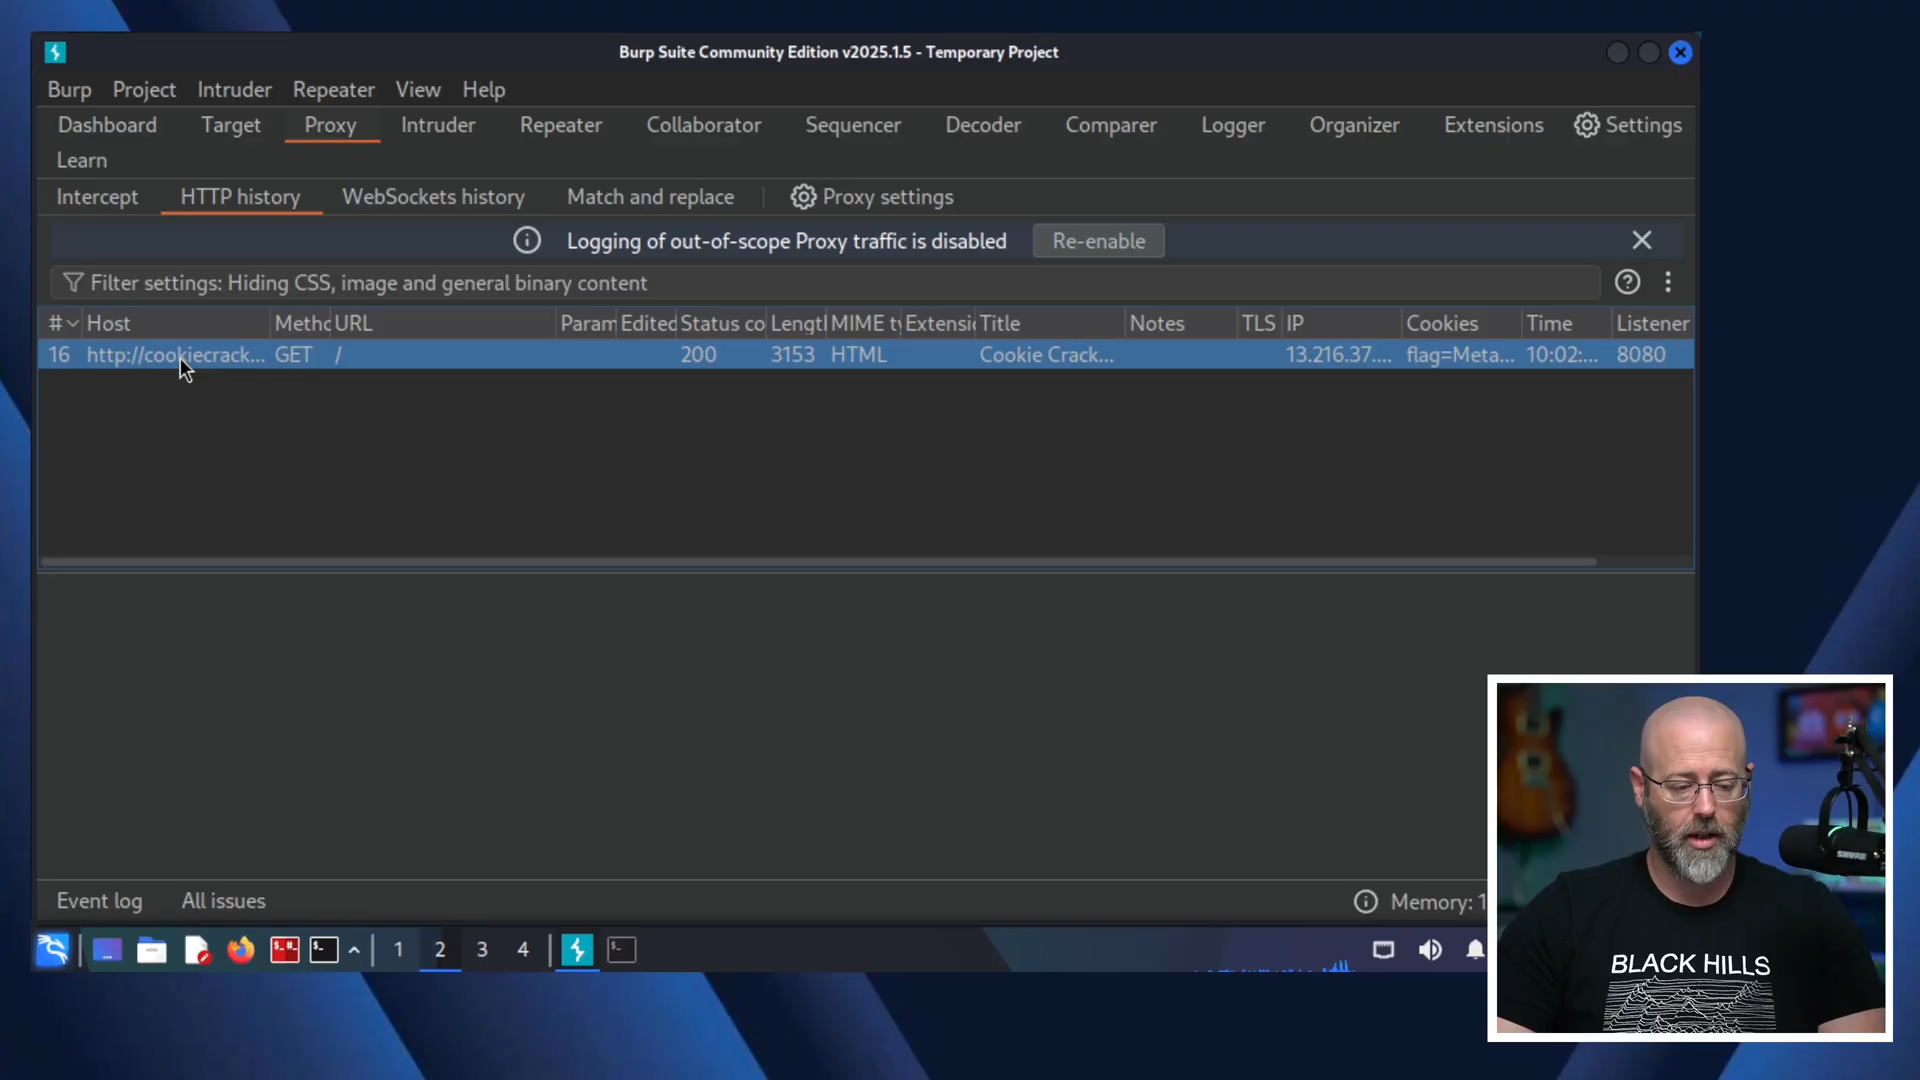 Burp Suite Community Edition v2025.1.5 - Temporary Project
Burp Project Intruder Repeater View Help
Dashboard Target Proxy Intruder Repeater Collaborator Sequencer Decoder Comparer Logger Organizer Extensions Settings
Learn
Intercept HTTP history WebSockets history Match and replace Proxy settings
Logging of out-of-scope Proxy traffic is disabled Re-enable
Filter settings: Hiding CSS, image and general binary content
# Host Metho URL Param Edited Status co Lengtl MIME ty Extensio Title Notes TLS IP Cookies Time Listener
16 http://cookiecrack... GET / 200 3153 HTML Cookie Crack... 13.216.37.... flag=Meta... 10:02:... 8080
Event log All issues Memory: 1
1 2 3 4
SHURE
BLACK HILLS